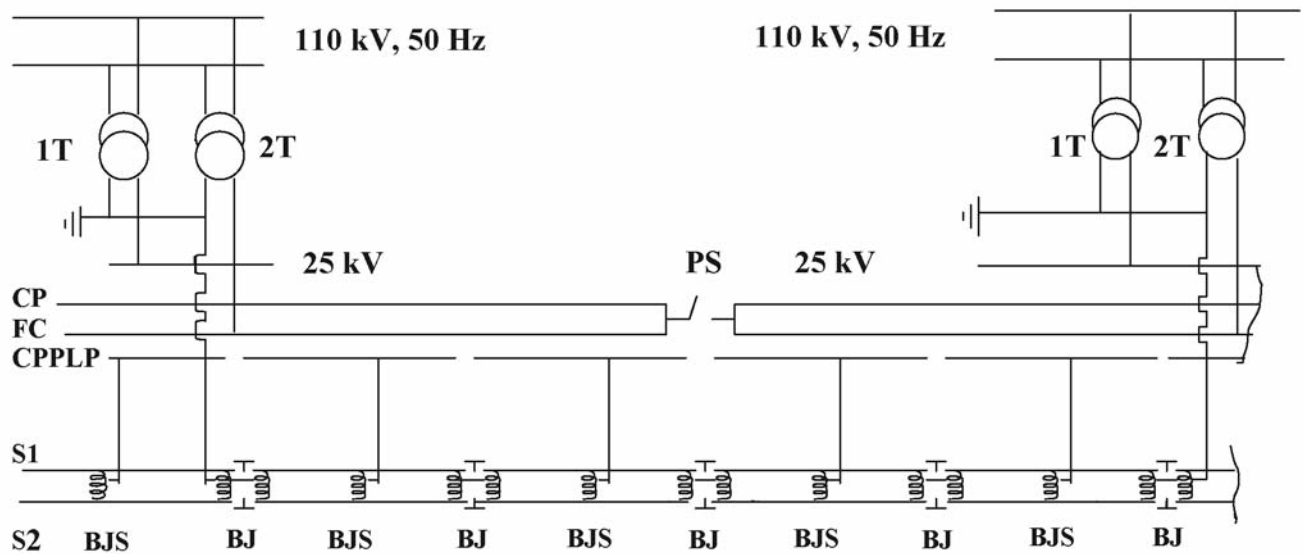 110 kV, 50 Hz
110 kV, 50 Hz
1T
2T
1T
2T
25 kV
PS
25 kV
CP
FC
CPPLP
S1
S2
BJS
BJ
BJS
BJ
BJS
BJ
BJS
BJ
BJS
BJ